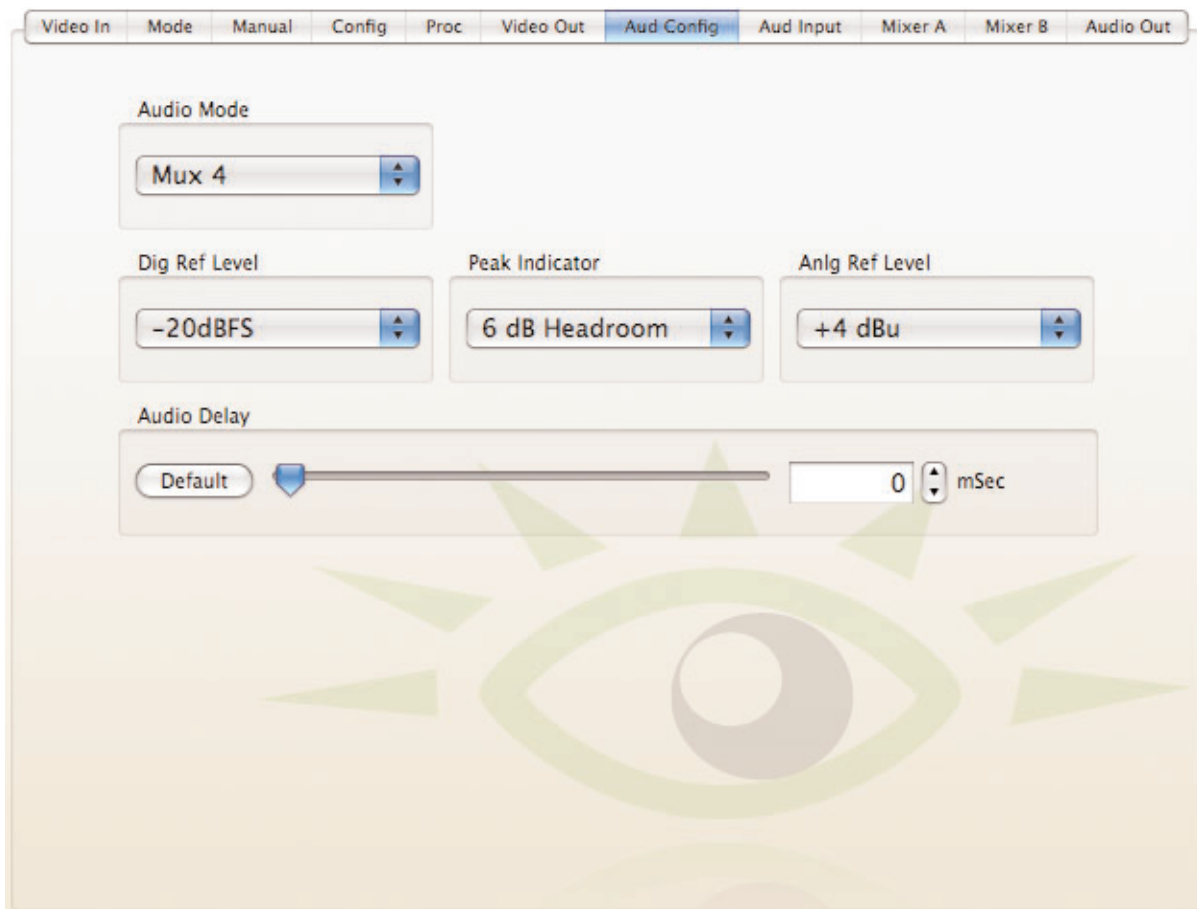 Video In Mode Manual Config Proc Video Out Aud Config Aud Input Mixer A Mixer B Audio Out
Audio Mode
Mux 4
Dig Ref Level Peak Indicator Anlg Ref Level
-20dBFS 6 dB Headroom +4 dBu
Audio Delay
Default 0 mSec